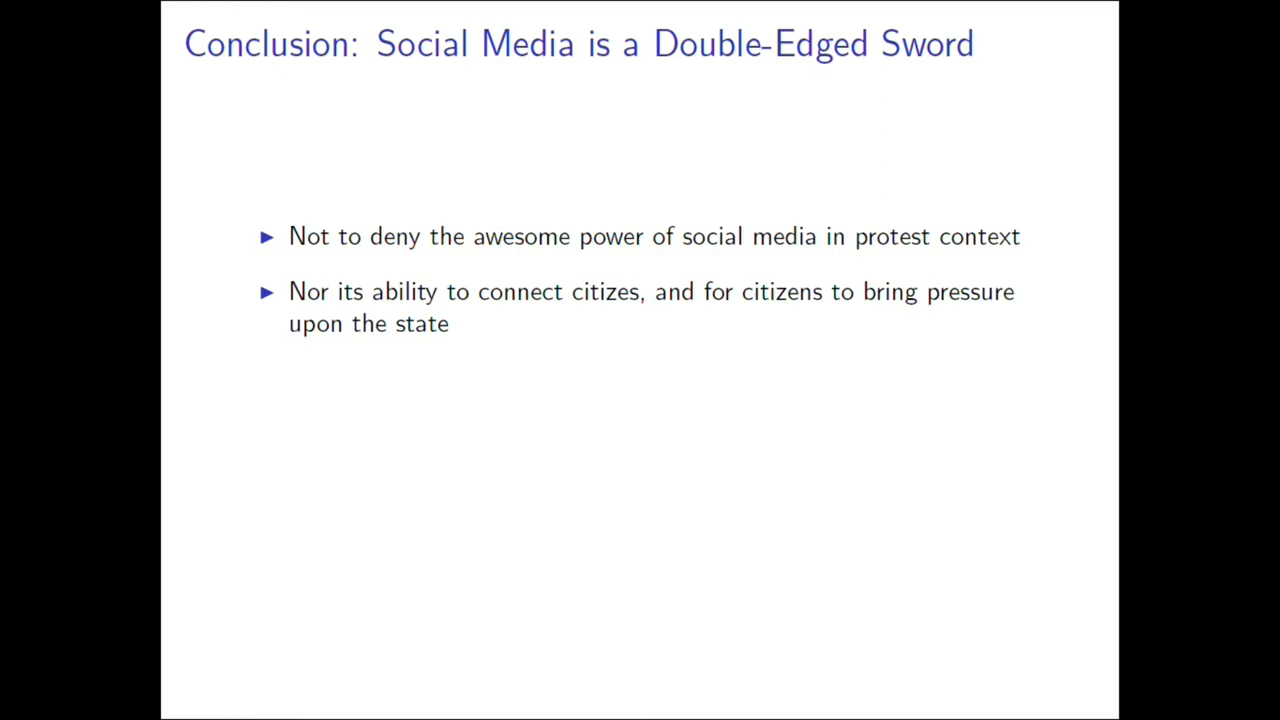 Conclusion: Social Media is a Double-Edged Sword
Not to deny the awesome power of social media in protest context
Nor its ability to connect citizes, and for citizens to bring pressure
upon the state